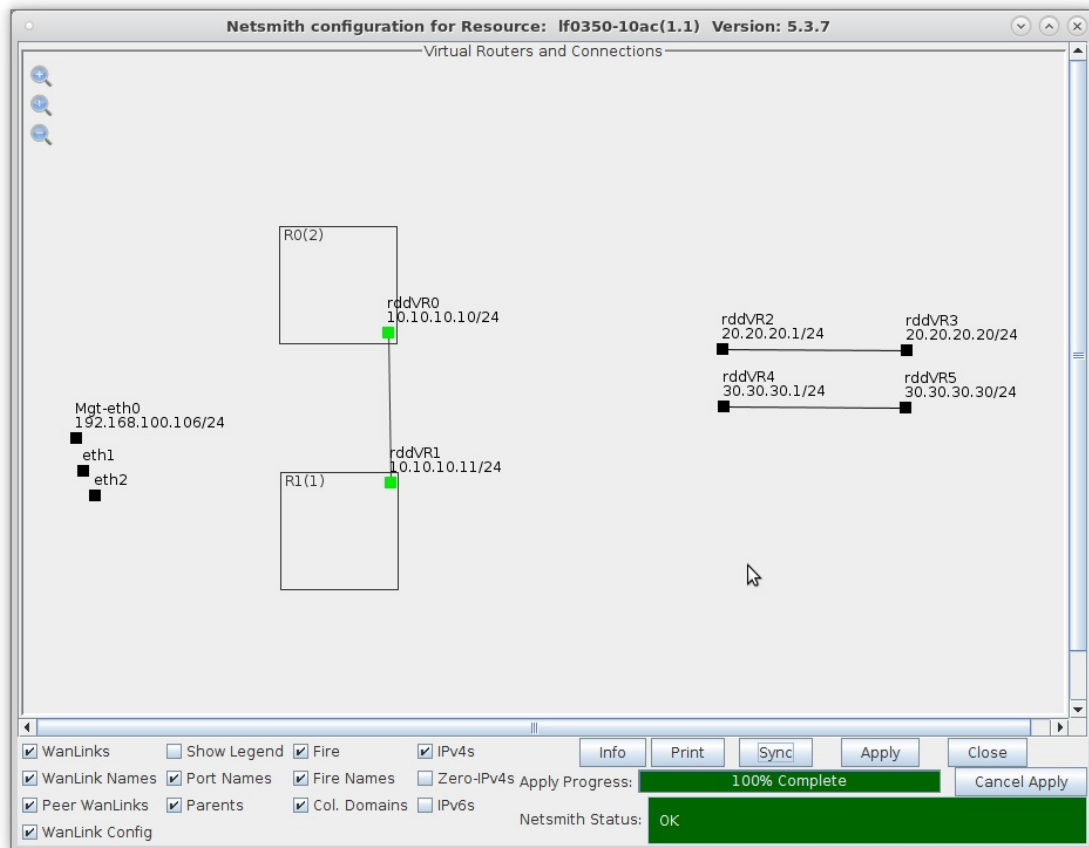 Netsmith configuration for Resource: lf0350-10ac(1.1) Version: 5.3.7
Virtual Routers and Connections
R0(2)
rddVR0
10.10.10.10/24
rddVR2
20.20.20.1/24
rddVR3
20.20.20.20/24
rddVR4
30.30.30.1/24
rddVR5
30.30.30.30/24
Mgt-eth0
192.168.100.106/24
eth1
eth2
rddVR1
10.10.10.11/24
R1(1)
WanLinks Show Legend Fire IPv4s Info Print Sync Apply Close
WanLink Names Port Names Fire Names Zero-IPv4s Apply Progress: 100% Complete Cancel Apply
Peer WanLinks Parents Col. Domains IPv6s Netsmith Status: OK
WanLink Config